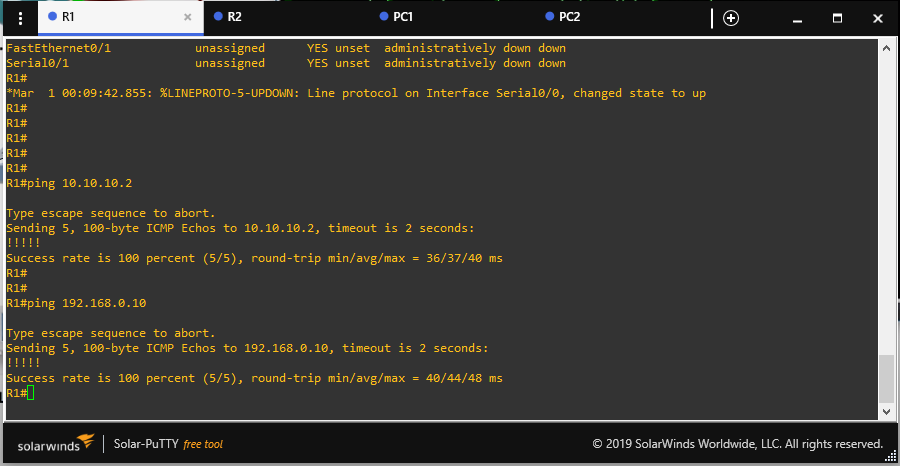 R1 × R2 PC1 PC2
FastEthernet0/1 unassigned YES unset administratively down down
Serial0/1 unassigned YES unset administratively down down
R1#
*Mar 1 00:09:42.855: %LINEPROTO-5-UPDOWN: Line protocol on Interface Serial0/0, changed state to up
R1#
R1#
R1#
R1#
R1#
R1#ping 10.10.10.2
Type escape sequence to abort.
Sending 5, 100-byte ICMP Echos to 10.10.10.2, timeout is 2 seconds:
!!!!!
Success rate is 100 percent (5/5), round-trip min/avg/max = 36/37/40 ms
R1#
R1#
R1#ping 192.168.0.10
Type escape sequence to abort.
Sending 5, 100-byte ICMP Echos to 192.168.0.10, timeout is 2 seconds:
!!!!!
Success rate is 100 percent (5/5), round-trip min/avg/max = 40/44/48 ms
R1#
solarwinds Solar-PuTTY free tool © 2019 SolarWinds Worldwide, LLC. All rights reserved.